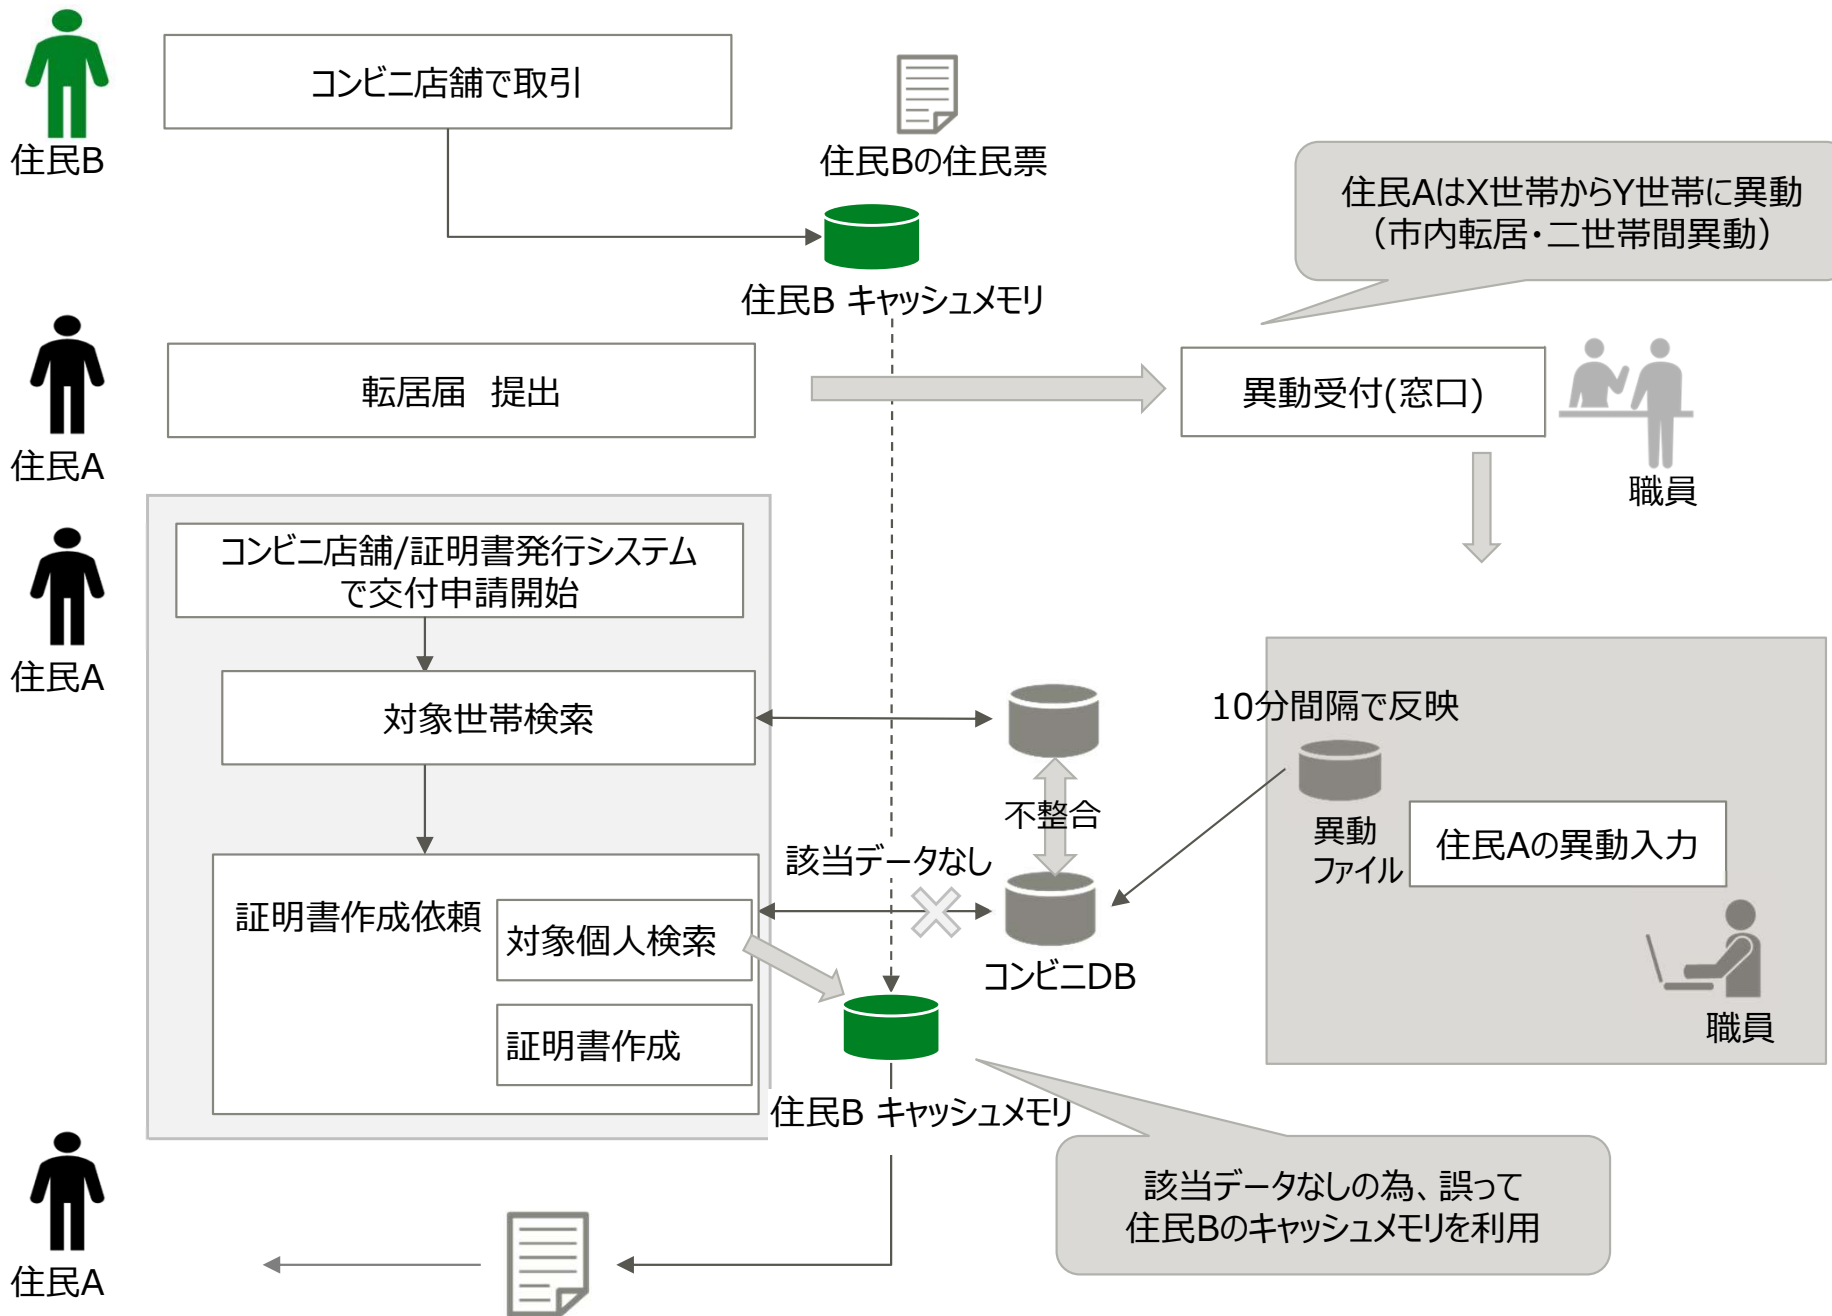 コンビニ店舗で取引
住民B
住民Bの住民票
住民B キャッシュメモリ
住民AはX世帯からY世帯に異動
（市内転居・二世帯間異動）
転居届　提出
異動受付(窓口)
住民A
職員
コンビニ店舗/証明書発行システム
で交付申請開始
住民A
対象世帯検索
10分間隔で反映
不整合
異動
ファイル
住民Aの異動入力
該当データなし
証明書作成依頼
対象個人検索
コンビニDB
職員
証明書作成
住民B キャッシュメモリ
該当データなしの為、誤って
住民Bのキャッシュメモリを利用
住民A